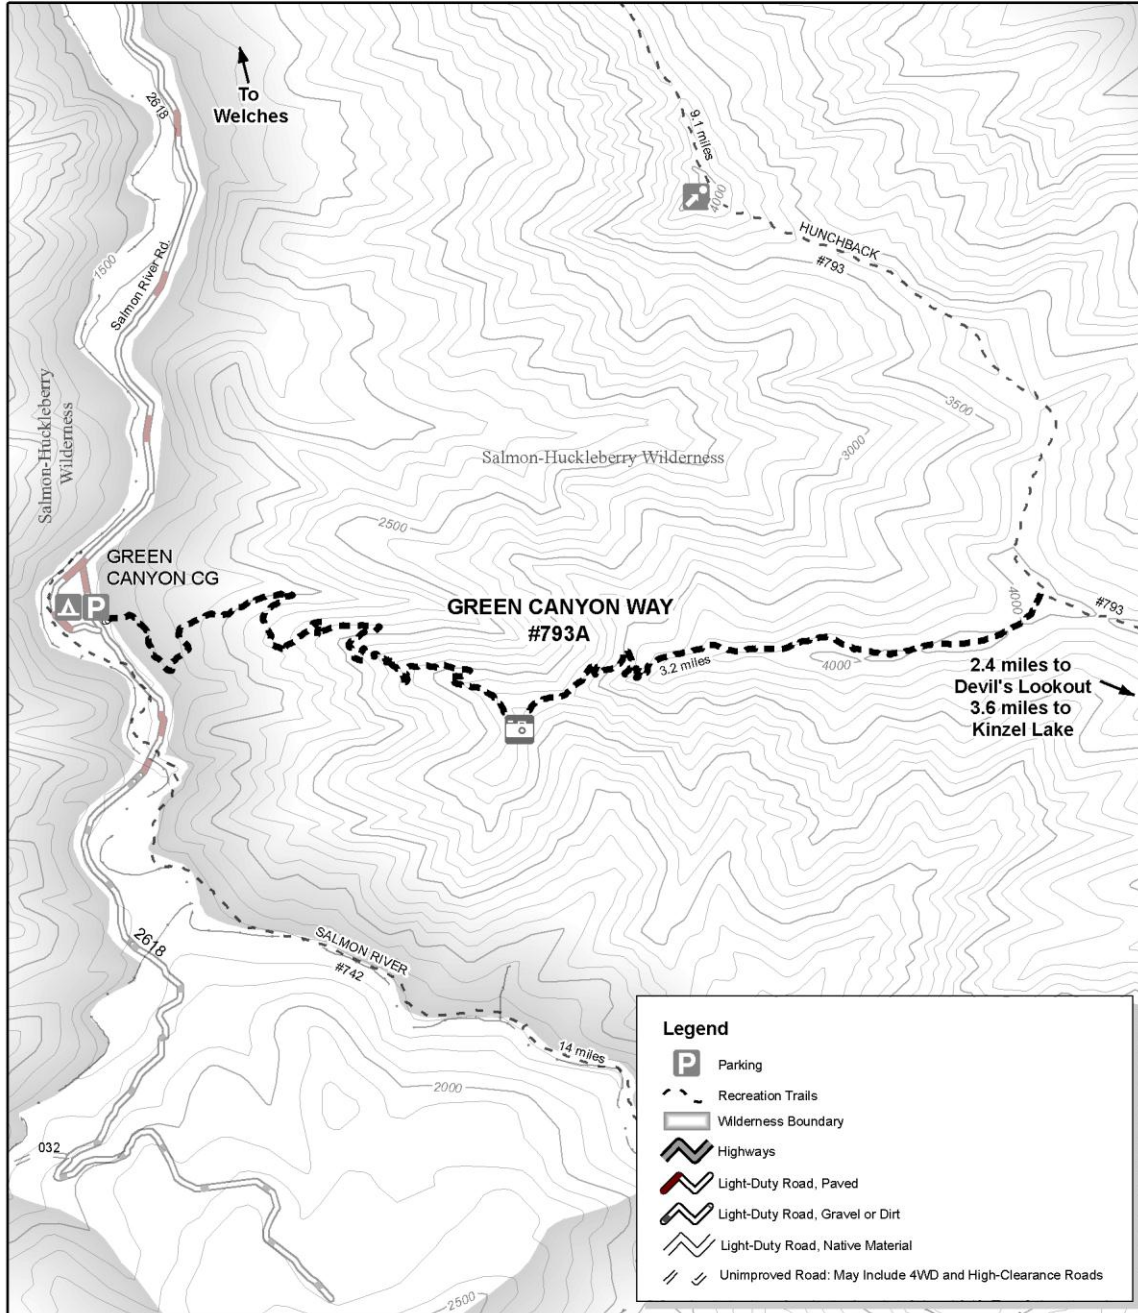 To
Welches
2618
9.1 miles
4000
HUNCHBACK
#793
1500
Salmon River Rd.
Salmon-Huckleberry
Wilderness
3500
3000
Salmon-Huckleberry Wilderness
2500
GREEN
CANYON CG
P
GREEN CANYON WAY
#793A
4000
#793
3.2 miles
4000
2.4 miles to
Devil's Lookout
3.6 miles to
Kinzel Lake
2618
SALMON RIVER
#742
14 miles
2000
032
2500
Legend
P Parking
Recreation Trails
Wilderness Boundary
Highways
Light-Duty Road, Paved
Light-Duty Road, Gravel or Dirt
Light-Duty Road, Native Material
Unimproved Road: May Include 4WD and High-Clearance Roads